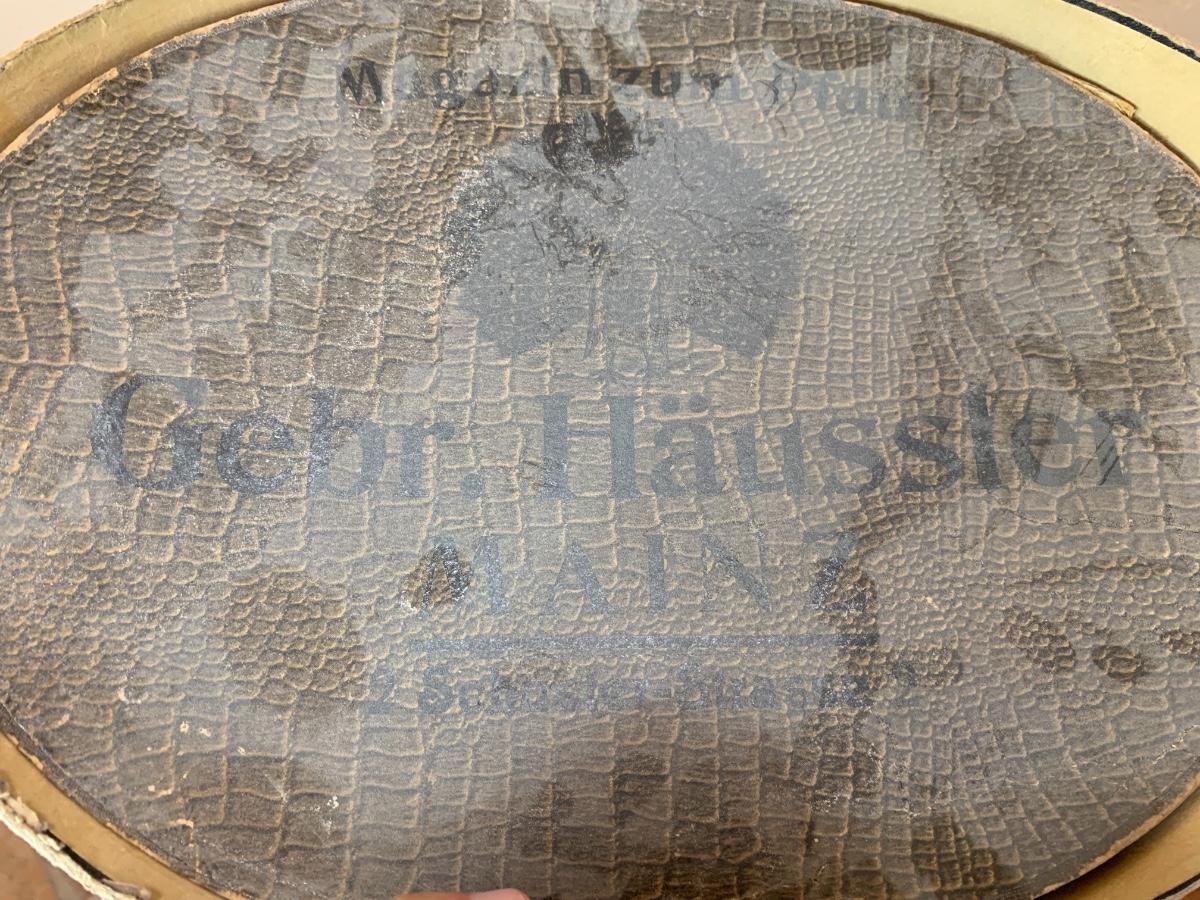 Magazin zum Pfau
Gebr. Häussler
MAINZ
2 Schuster-Strasse 2